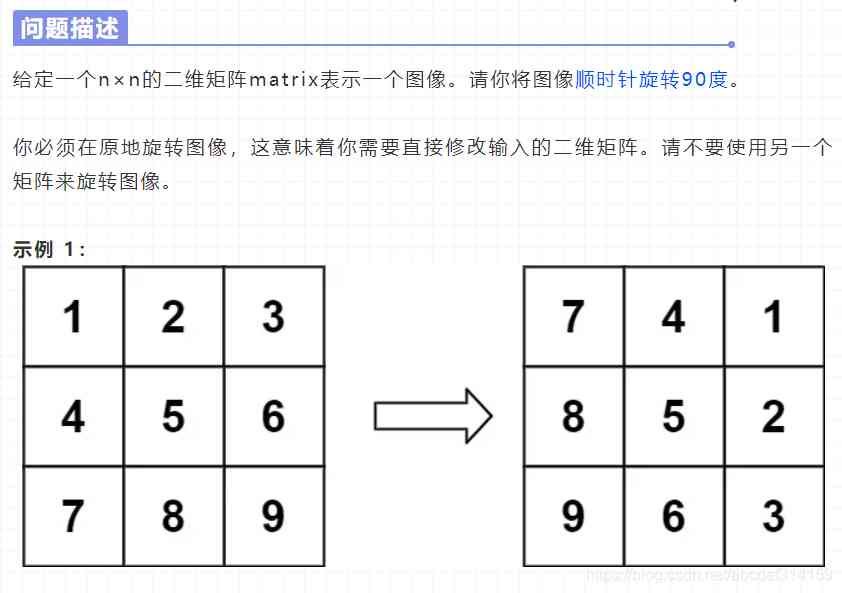 问题描述
给定一个n×n的二维矩阵matrix表示一个图像。请你将图像顺时针旋转90度。
你必须在原地旋转图像，这意味着你需要直接修改输入的二维矩阵。请不要使用另一个
矩阵来旋转图像。
示例 1：
1 2 3 7 4 1
4 5 6 8 5 2
7 8 9 9 6 3
https://blog.csdn.net/abcdef314159